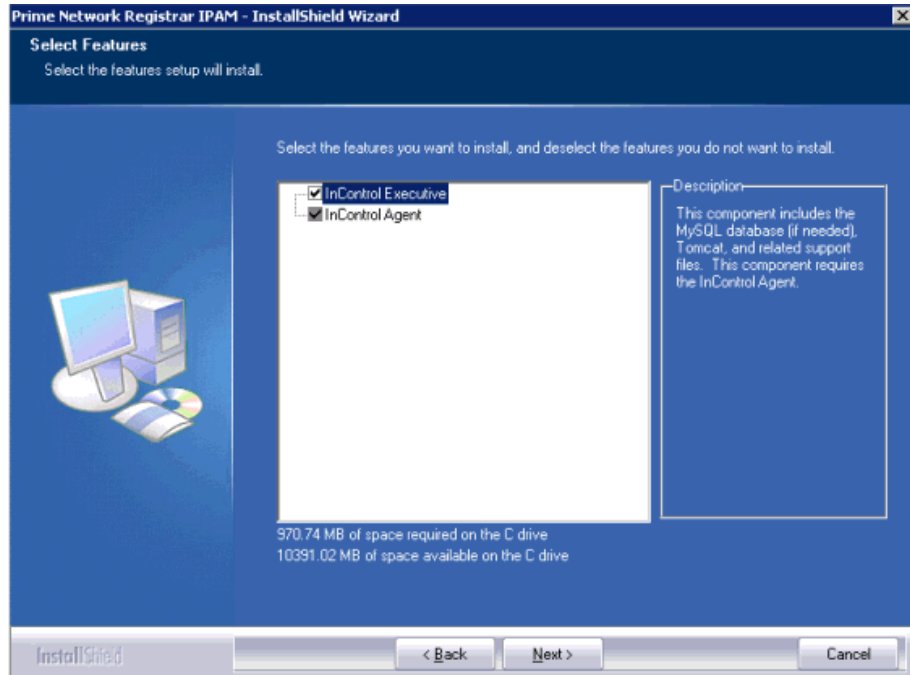 Prime Network Registrar IPAM - InstallShield Wizard
Select Features
Select the features setup will install.
Select the features you want to install, and deselect the features you do not want to install.
InControl Executive
InControl Agent
Description
This component includes the
MySQL database (if needed),
Tomcat, and related support
files. This component requires
the InControl Agent.
970.74 MB of space required on the C drive
10391.02 MB of space available on the C drive
InstallShield
< Back
Next >
Cancel